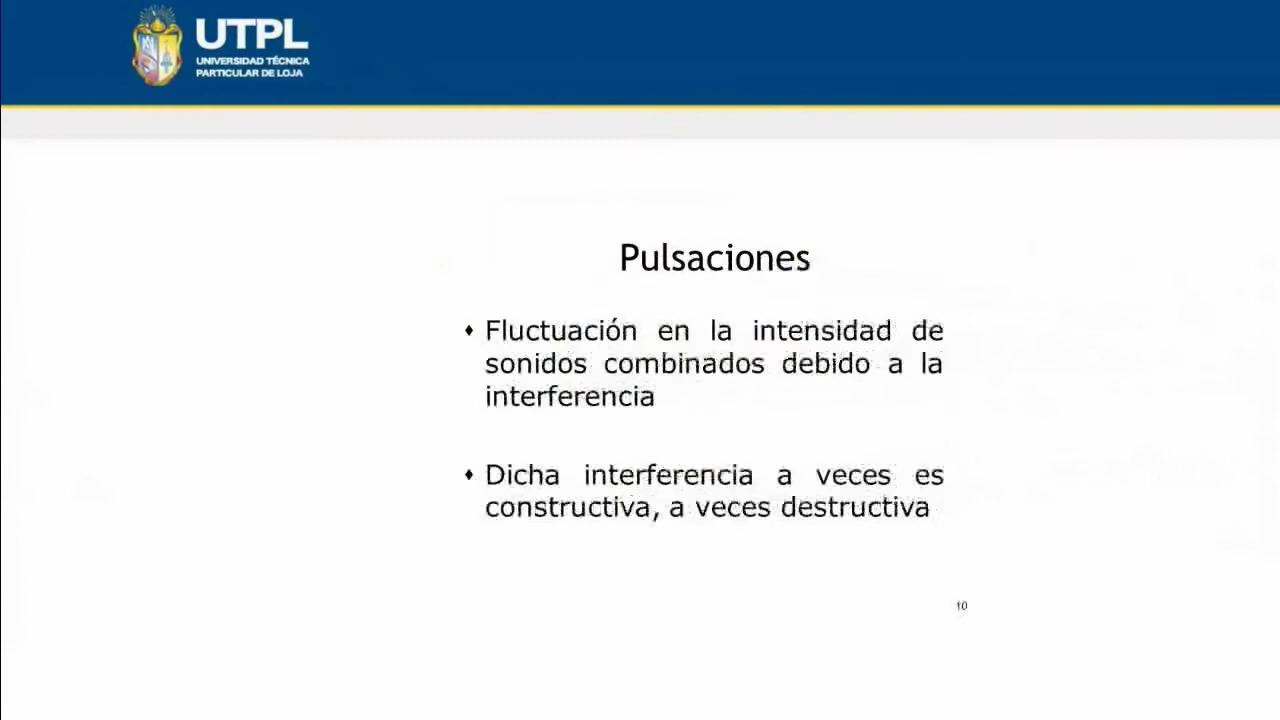 UTPL
UNIVERSIDAD TÉCNICA
PARTICULAR DE LOJA
Pulsaciones
♦ Fluctuación en la intensidad de
sonidos combinados debido a la
interferencia
♦ Dicha interferencia a veces es
constructiva, a veces destructiva
10